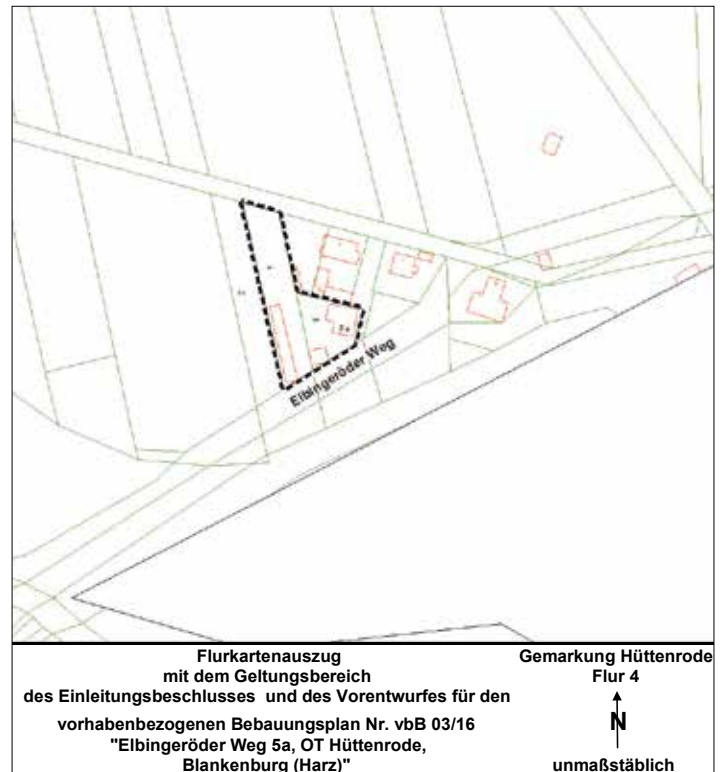 Elbingeröder Weg
Flurkartenauszug
mit dem Geltungsbereich
des Einleitungsbeschlusses und des Vorentwurfes für den
vorhabenbezogenen Bebauungsplan Nr. vbB 03/16
"Elbingeröder Weg 5a, OT Hüttenrode,
Blankenburg (Harz)"
Gemarkung Hüttenrode
Flur 4
N
unmaßstäblich